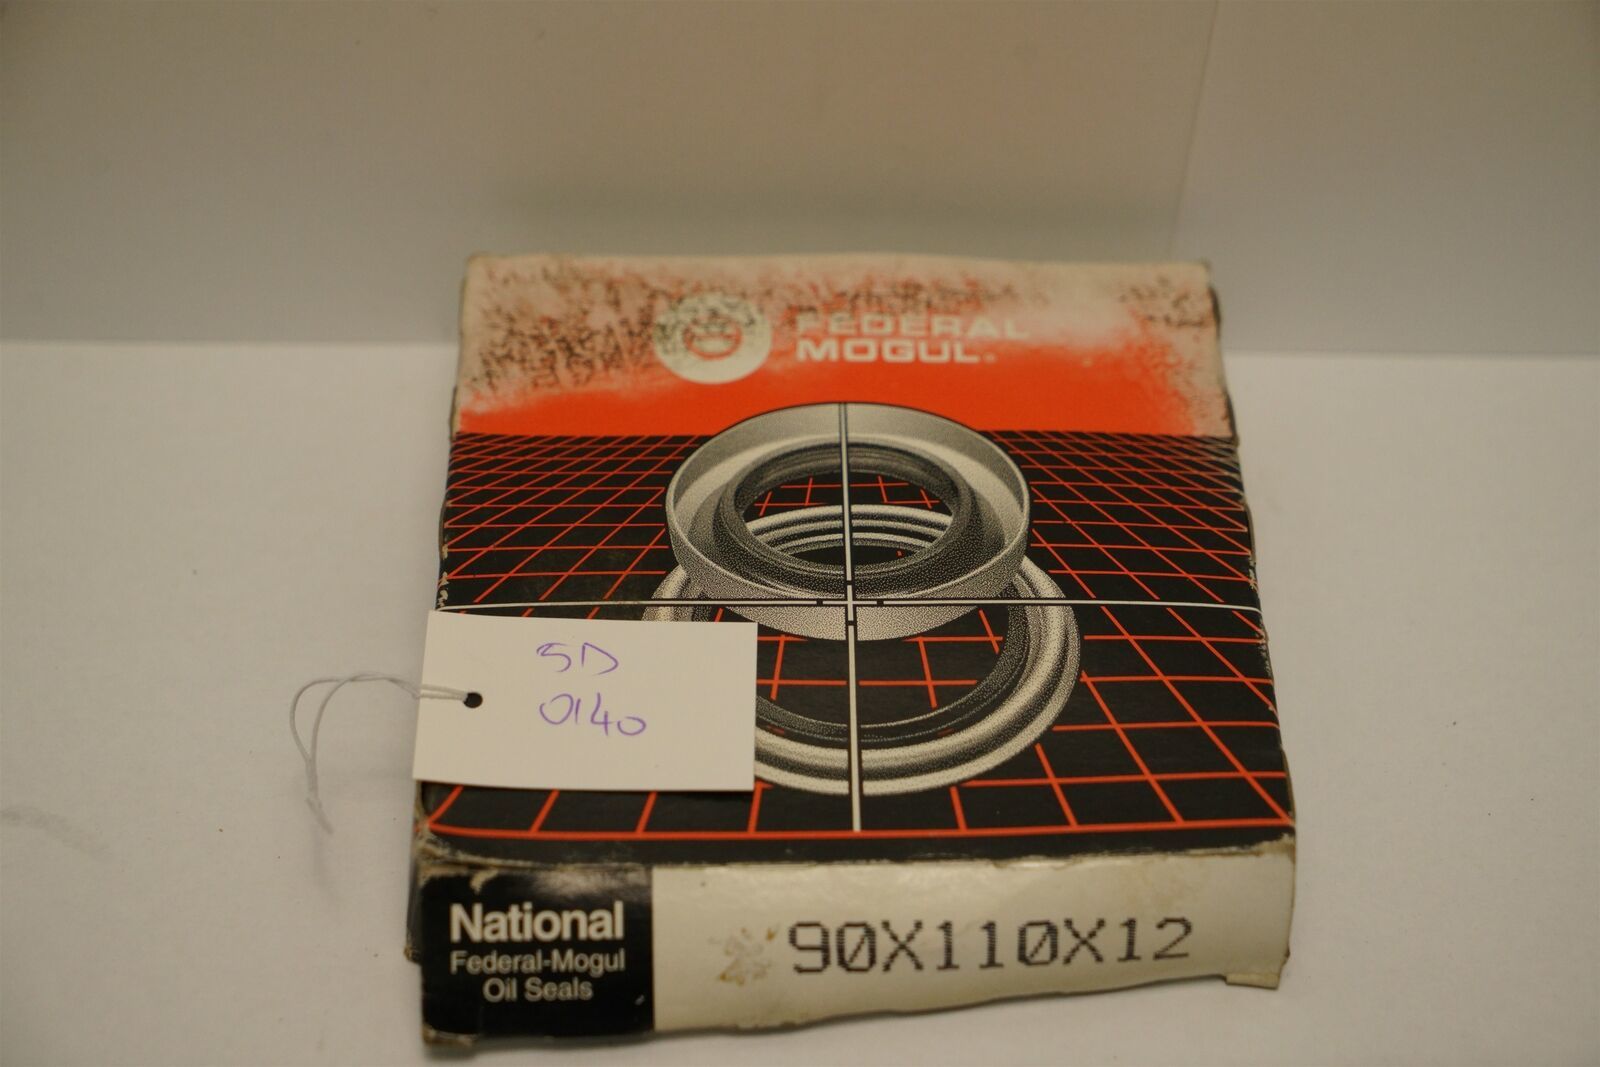 FEDERAL
MOGUL®
SD
0140
National
Federal-Mogul
Oil Seals
90X110X12